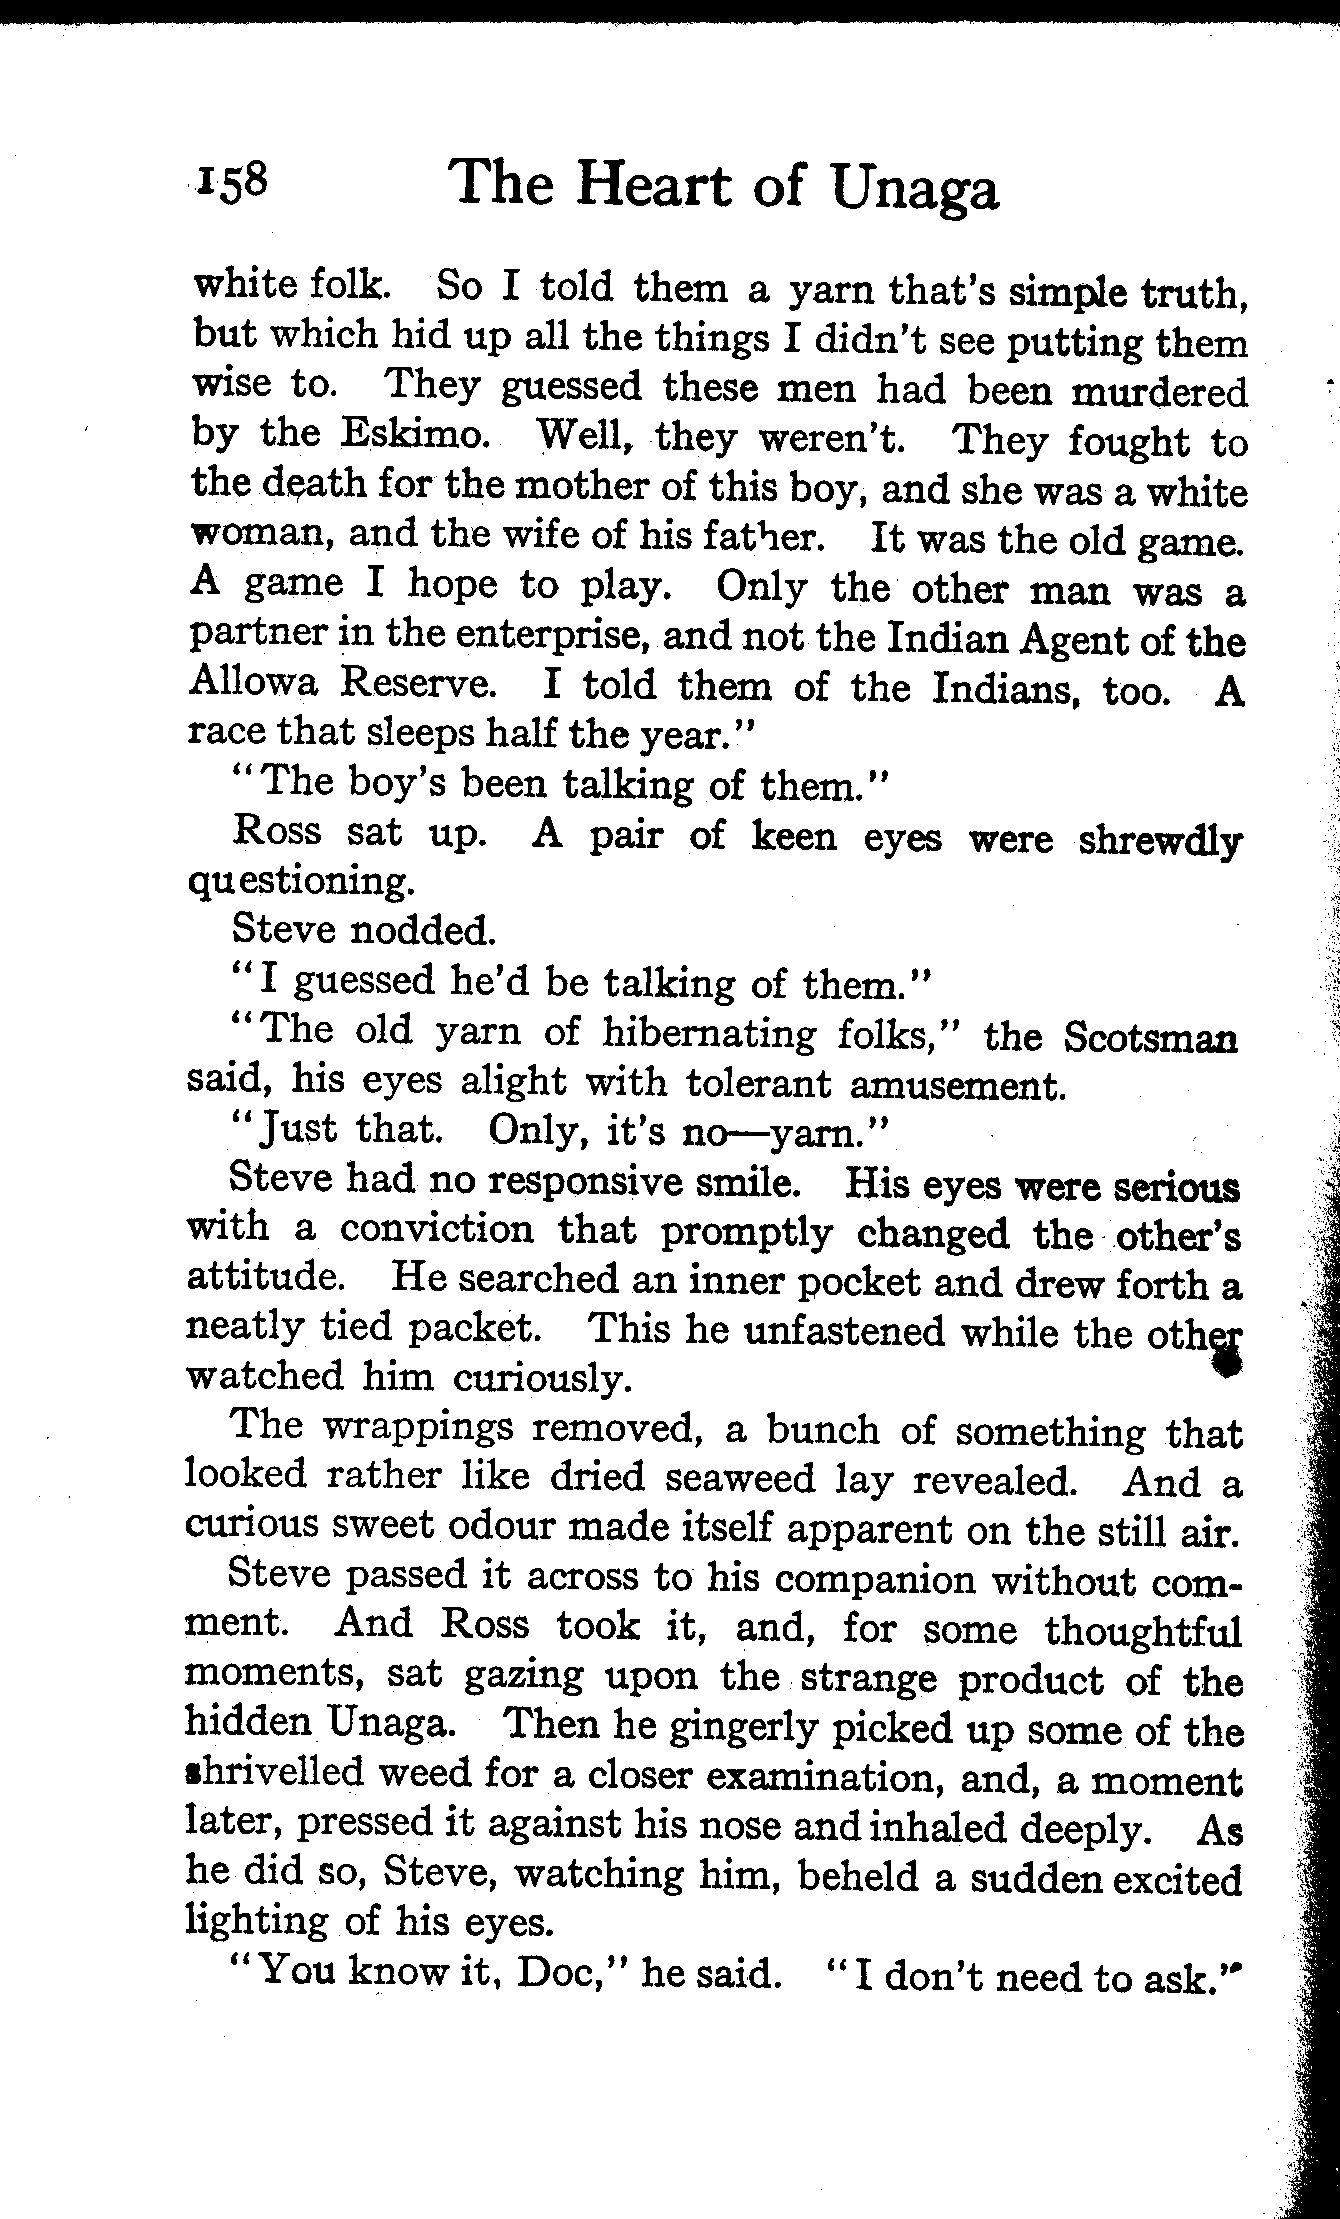 158 The Heart of Unaga
white folk. So I told them a yarn that's simple truth,
but which hid up all the things I didn't see putting them
wise to. They guessed these men had been murdered
by the Eskimo. Well, they weren't. They fought to
the death for the mother of this boy, and she was a white
woman, and the wife of his father. It was the old game.
A game I hope to play. Only the other man was a
partner in the enterprise, and not the Indian Agent of the
Allowa Reserve. I told them of the Indians, too. A
race that sleeps half the year."
"The boy's been talking of them."
Ross sat up. A pair of keen eyes were shrewdly
questioning.
Steve nodded.
"I guessed he'd be talking of them."
"The old yarn of hibernating folks," the Scotsman
said, his eyes alight with tolerant amusement.
"Just that. Only, it's no—yarn."
Steve had no responsive smile. His eyes were serious
with a conviction that promptly changed the other's
attitude. He searched an inner pocket and drew forth a
neatly tied packet. This he unfastened while the other
watched him curiously.
The wrappings removed, a bunch of something that
looked rather like dried seaweed lay revealed. And a
curious sweet odour made itself apparent on the still air.
Steve passed it across to his companion without com-
ment. And Ross took it, and, for some thoughtful
moments, sat gazing upon the strange product of the
hidden Unaga. Then he gingerly picked up some of the
shrivelled weed for a closer examination, and, a moment
later, pressed it against his nose and inhaled deeply. As
he did so, Steve, watching him, beheld a sudden excited
lighting of his eyes.
"You know it, Doc," he said. "I don't need to ask."